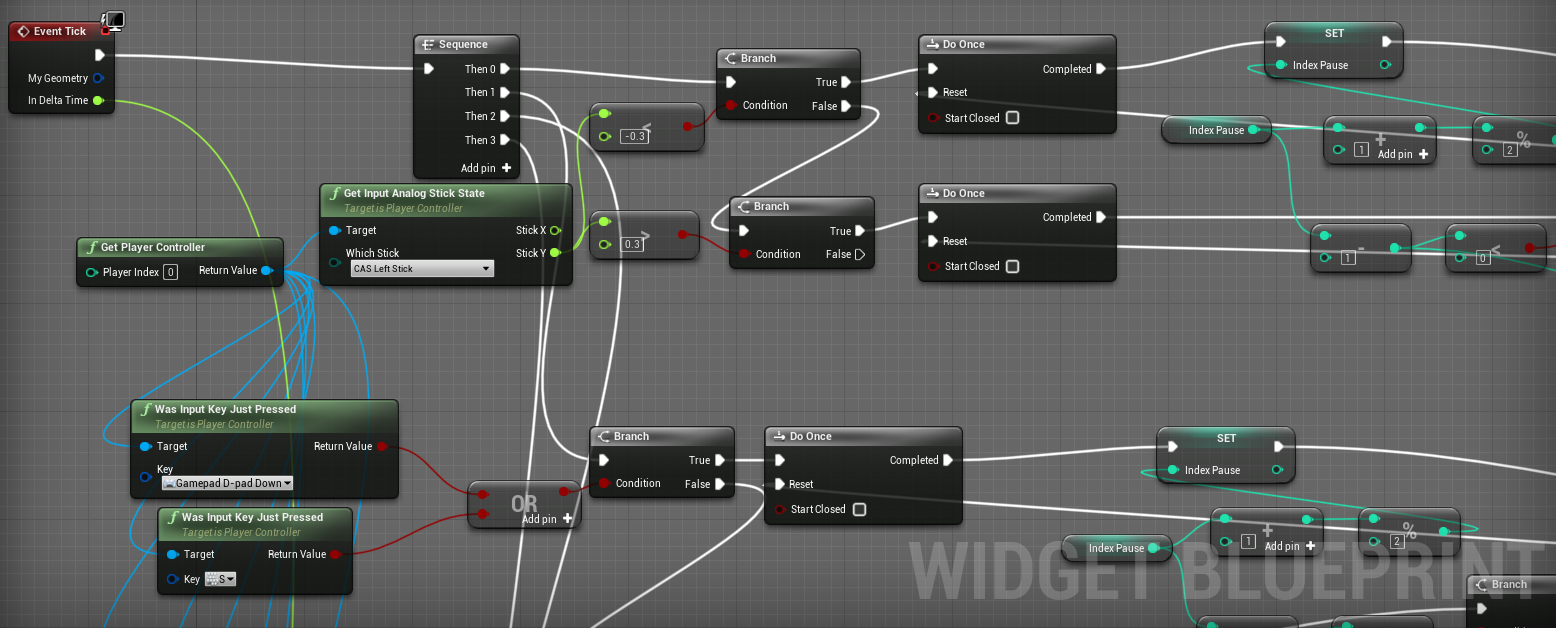 Event Tick
My Geometry
In Delta Time
Sequence
Then 0
Then 1
Then 2
Then 3
Add pin +
Branch
True
Condition
False
Do Once
Completed
Reset
Start Closed
SET
Index Pause
<
-0.3
Index Pause
+
1
Add pin +
%
2
Get Input Analog Stick State
Target is Player Controller
Target
Stick X
Which Stick
Stick Y
CAS Left Stick
>
0.3
Branch
True
Condition
False
Do Once
Completed
Reset
Start Closed
-
1
<
0
Get Player Controller
Player Index 0
Return Value
Was Input Key Just Pressed
Target is Player Controller
Target
Return Value
Key
Gamepad D-pad Down
Was Input Key Just Pressed
Target is Player Controller
Target
Return Value
Key
S
OR
Add pin +
Branch
True
Condition
False
Do Once
Completed
Reset
Start Closed
SET
Index Pause
Index Pause
+
1
Add pin +
%
2
WIDGET BLUEPRINT
Branch